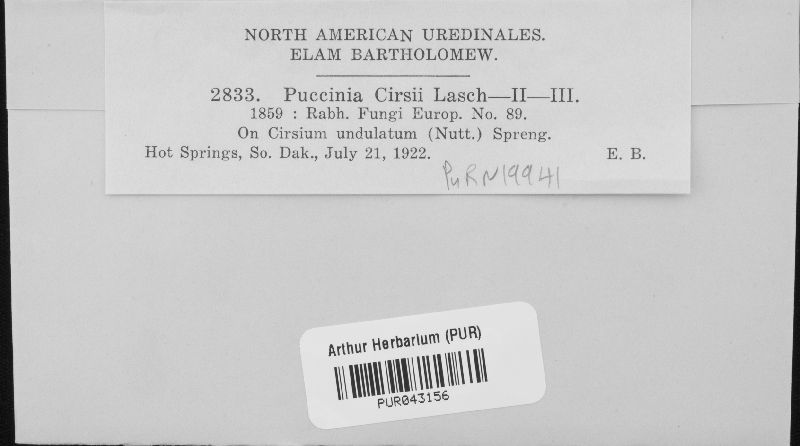 NORTH AMERICAN UREDINALES.
ELAM BARTHOLOMEW.
2833. Puccinia Cirsii Lasch—II—III.
1859 : Rabh. Fungi Europ. No. 89.
On Cirsium undulatum (Nutt.) Spreng.
Hot Springs, So. Dak., July 21, 1922. E. B.
PuRN19941
Arthur Herbarium (PUR)
PUR043156